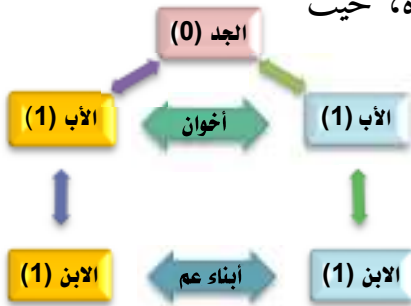 ه، حيث
الجد (0)
الأب (1) أخوان الأب (1)
الابن (1) أبناء عم الابن (1)